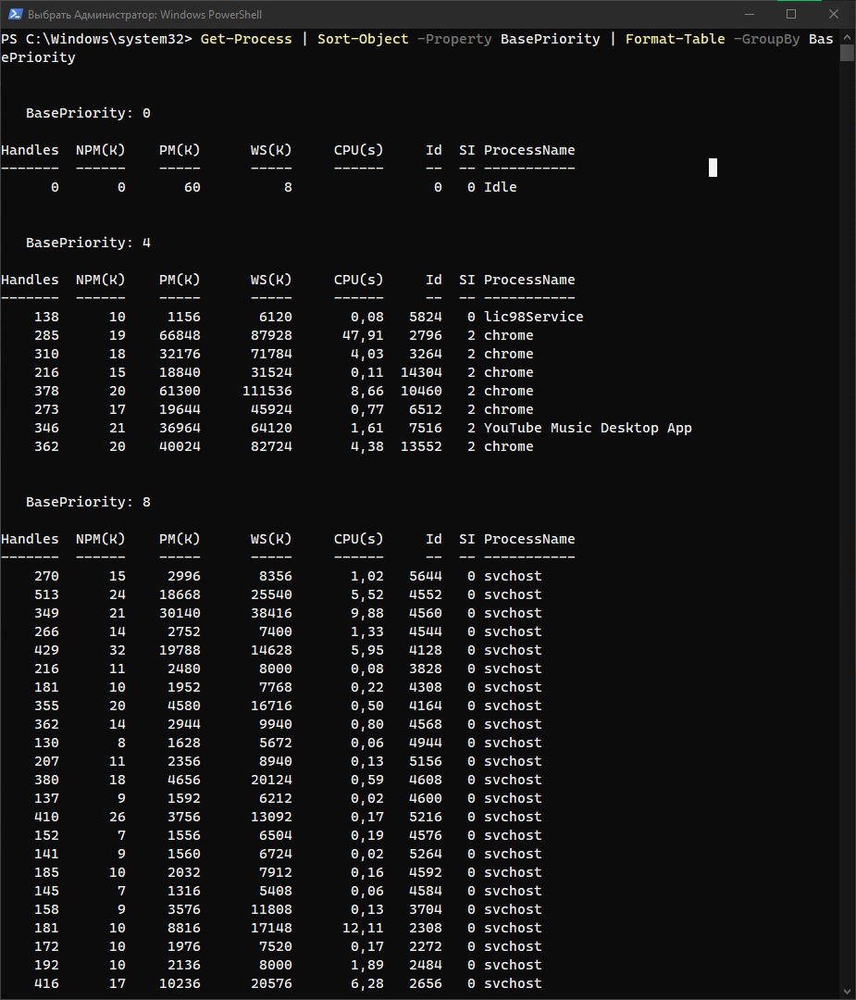 Выбрать Администратор: Windows PowerShell
PS C:\Windows\system32> Get-Process | Sort-Object -Property BasePriority | Format-Table -GroupBy Bas
ePriority
BasePriority: 0
Handles NPM(K) PM(K) WS(K) CPU(s) Id SI ProcessName
------- ------ ----- ----- ------ -- -- -----------
0 0 60 8 0 0 Idle
BasePriority: 4
Handles NPM(K) PM(K) WS(K) CPU(s) Id SI ProcessName
------- ------ ----- ----- ------ -- -- -----------
138 10 1156 6120 0,08 5824 0 lic98Service
285 19 66848 87928 47,91 2796 2 chrome
310 18 32176 71784 4,03 3264 2 chrome
216 15 18840 31524 0,11 14304 2 chrome
378 20 61300 111536 8,66 10460 2 chrome
273 17 19644 45924 0,77 6512 2 chrome
346 21 36964 64120 1,61 7516 2 YouTube Music Desktop App
362 20 40024 82724 4,38 13552 2 chrome
BasePriority: 8
Handles NPM(K) PM(K) WS(K) CPU(s) Id SI ProcessName
------- ------ ----- ----- ------ -- -- -----------
270 15 2996 8356 1,02 5644 0 svchost
513 24 18668 25540 5,52 4552 0 svchost
349 21 30140 38416 9,88 4560 0 svchost
266 14 2752 7400 1,33 4544 0 svchost
429 32 19788 14628 5,95 4128 0 svchost
216 11 2480 8000 0,08 3828 0 svchost
181 10 1952 7768 0,22 4308 0 svchost
355 20 4580 16716 0,50 4164 0 svchost
362 14 2944 9940 0,80 4568 0 svchost
130 8 1628 5672 0,06 4944 0 svchost
207 11 2356 8940 0,13 5156 0 svchost
380 18 4656 20124 0,59 4608 0 svchost
137 9 1592 6212 0,02 4600 0 svchost
410 26 3756 13092 0,17 5216 0 svchost
152 7 1556 6504 0,19 4576 0 svchost
141 9 1560 6724 0,02 5264 0 svchost
185 10 2032 7912 0,16 4592 0 svchost
145 7 1316 5408 0,06 4584 0 svchost
158 9 3576 11808 0,13 3704 0 svchost
181 10 8816 17148 12,11 2308 0 svchost
172 10 1976 7520 0,17 2272 0 svchost
192 10 2136 8000 1,89 2484 0 svchost
416 17 10236 20576 6,28 2656 0 svchost